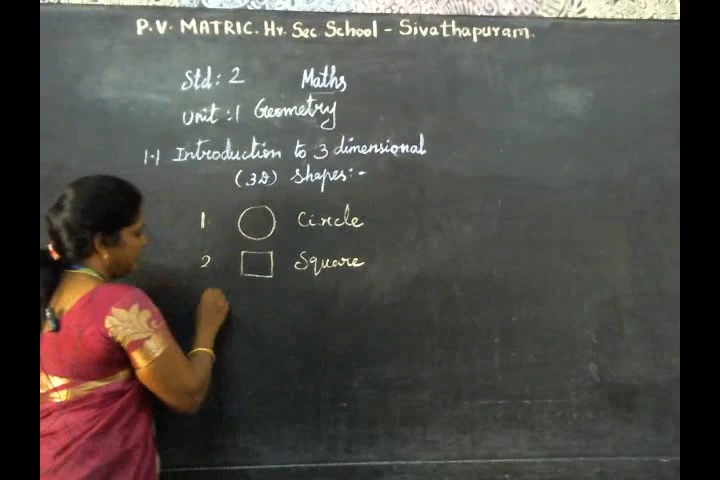 P.V. MATRIC. Hr. Sec School - Sivathapuram.
Std : 2 Maths
Unit : 1 Geometry
1.1 Introduction to 3 dimensional
(3D) Shapes:-
1. Circle
2 Square